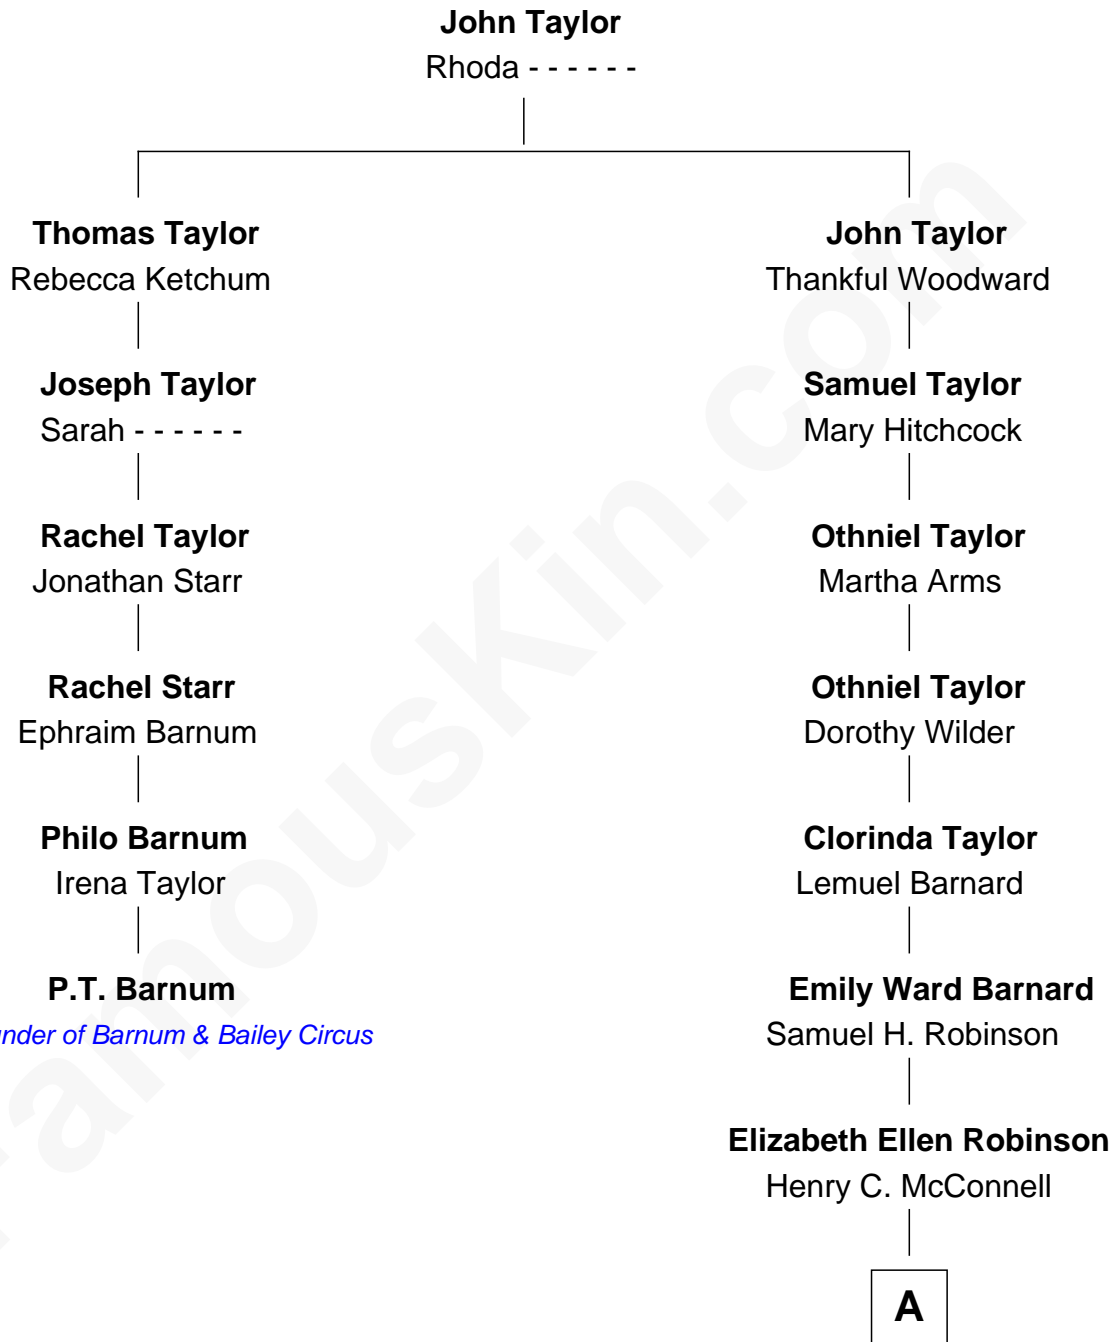 John Taylor
Rhoda - - - - - -
Thomas Taylor
Rebecca Ketchum
John Taylor
Thankful Woodward
Joseph Taylor
Sarah - - - - - -
Samuel Taylor
Mary Hitchcock
Rachel Taylor
Jonathan Starr
Othniel Taylor
Martha Arms
Rachel Starr
Ephraim Barnum
Othniel Taylor
Dorothy Wilder
Philo Barnum
Irena Taylor
Clorinda Taylor
Lemuel Barnard
P.T. Barnum
under of Barnum & Bailey Circus
Emily Ward Barnard
Samuel H. Robinson
Elizabeth Ellen Robinson
Henry C. McConnell
A
FamousKin.com